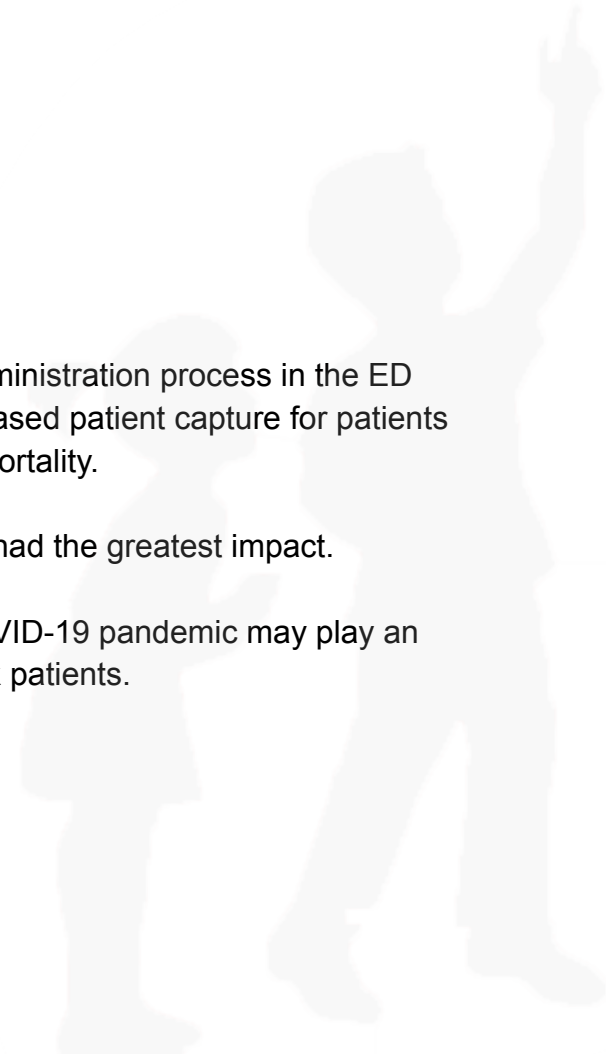 ministration process in the ED
ased patient capture for patients
ortality.
had the greatest impact.
VID-19 pandemic may play an
patients.